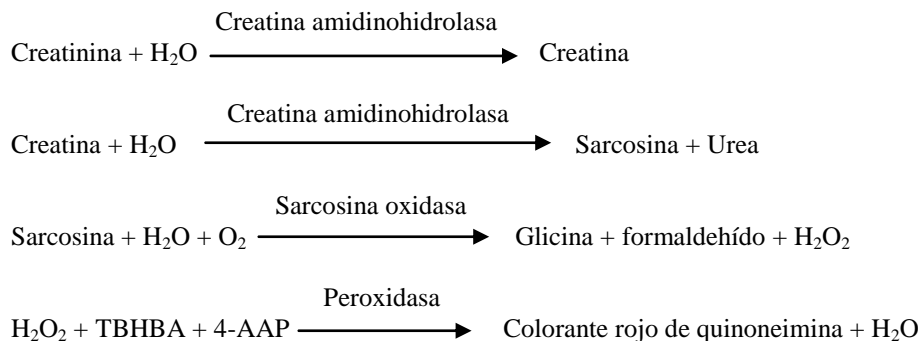 Creatina amidinohidrolasa
Creatinina + H₂O Creatina
Creatina amidinohidrolasa
Creatina + H₂O Sarcosina + Urea
Sarcosina oxidasa
Sarcosina + H₂O + O₂ Glicina + formaldehído + H₂O₂
Peroxidasa
H₂O₂ + TBHBA + 4-AAP Colorante rojo de quinoneimina + H₂O